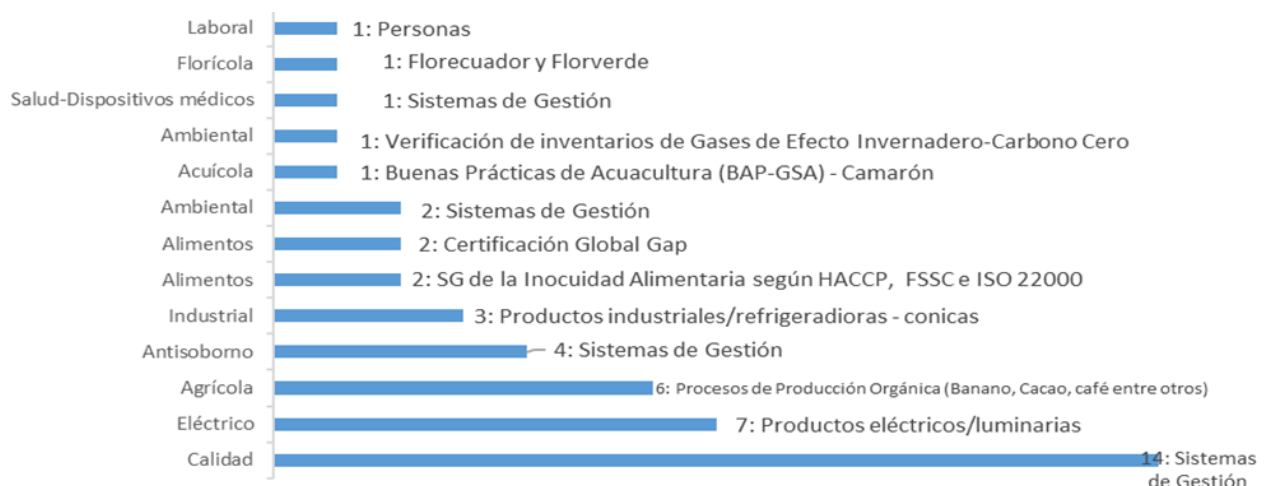 Laboral 1: Personas
Florícola 1: Florecuador y Florverde
Salud-Dispositivos médicos 1: Sistemas de Gestión
Ambiental 1: Verificación de inventarios de Gases de Efecto Invernadero-Carbono Cero
Acuícola 1: Buenas Prácticas de Acuacultura (BAP-GSA) - Camarón
Ambiental 2: Sistemas de Gestión
Alimentos 2: Certificación Global Gap
Alimentos 2: SG de la Inocuidad Alimentaria según HACCP, FSSC e ISO 22000
Industrial 3: Productos industriales/refrigeradioras - conicas
Antisoborno 4: Sistemas de Gestión
Agrícola 6: Procesos de Producción Orgánica (Banano, Cacao, café entre otros)
Eléctrico 7: Productos eléctricos/luminarias
Calidad 14: Sistemas
de Gestión